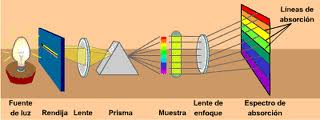 Líneas de
absorción
Fuente
de luz
Rendija
Lente
Prisma
Muestra
Lente de
enfoque
Espectro de
absorción